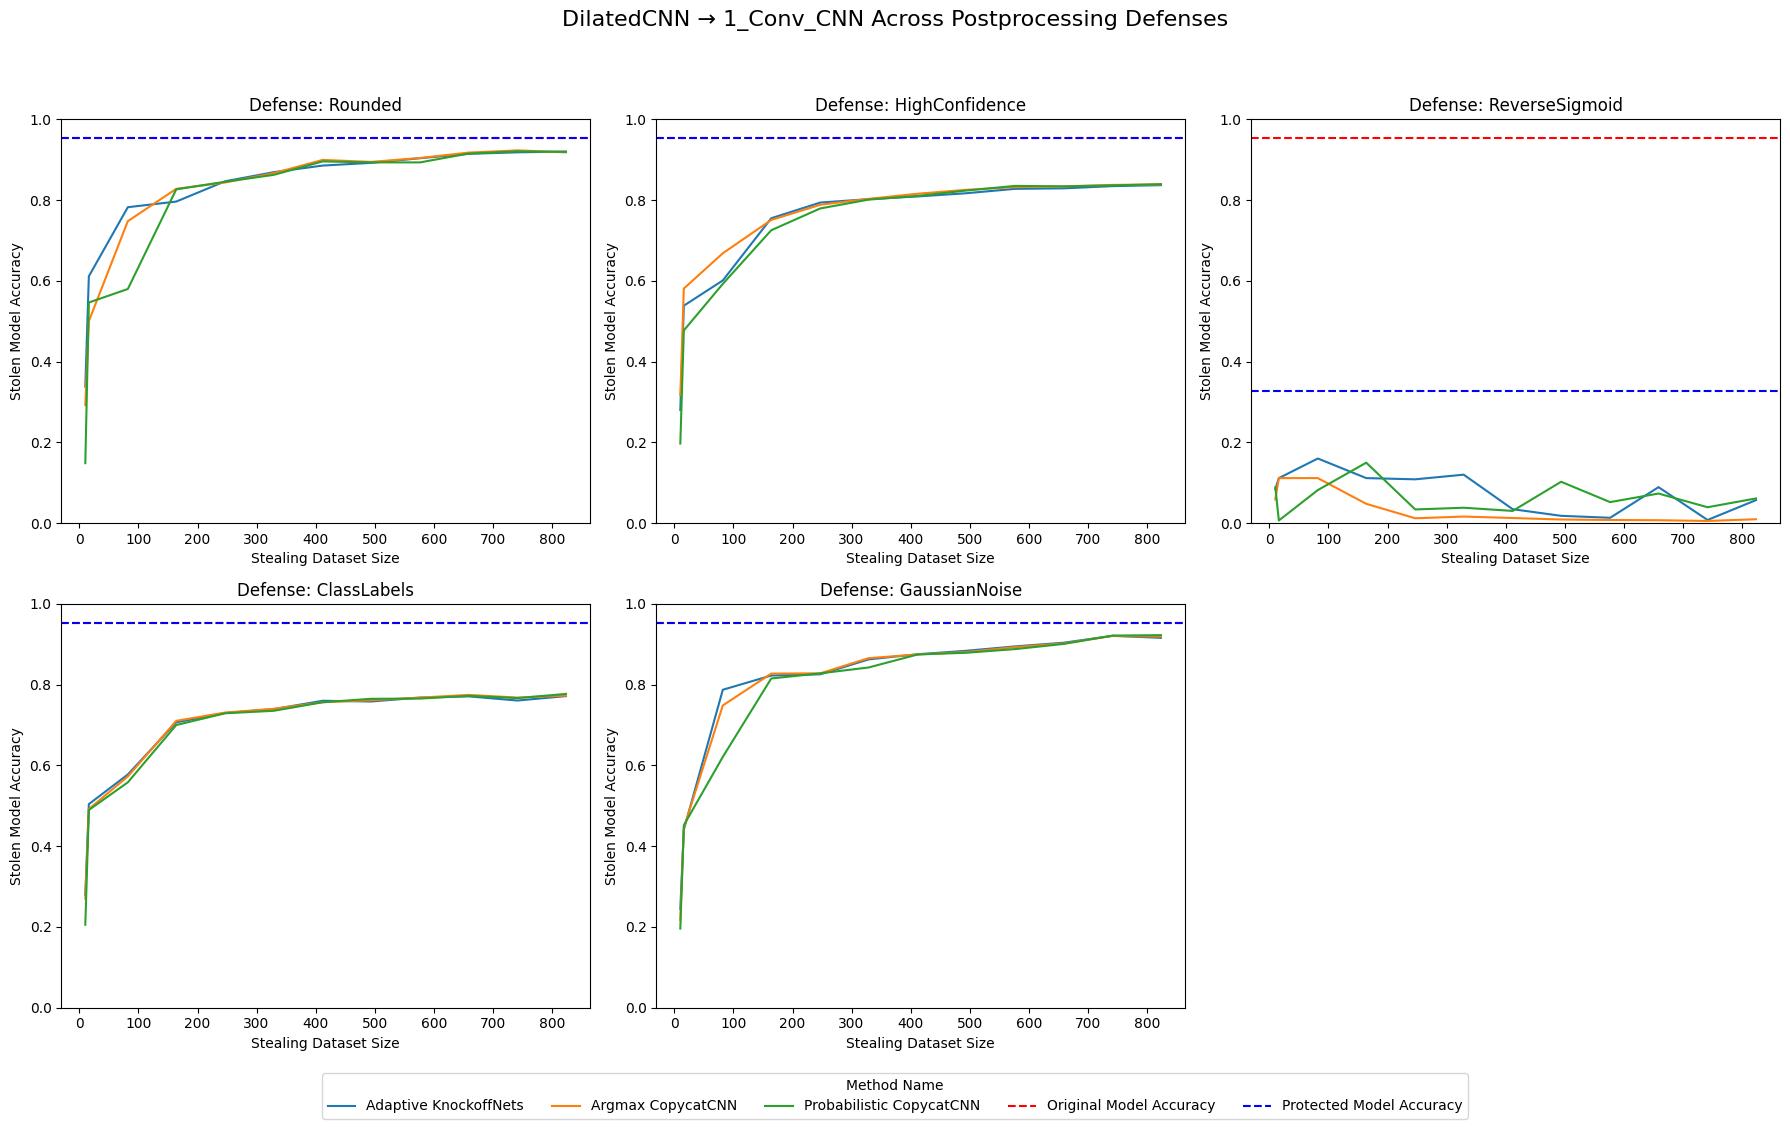 DilatedCNN → 1_Conv_CNN Across Postprocessing Defenses
Defense: Rounded
1.0
0.8
0.6
0.4
0.2
0.0
Stolen Model Accuracy
0 100 200 300 400 500 600 700 800
Stealing Dataset Size
Defense: HighConfidence
1.0
0.8
0.6
0.4
0.2
0.0
Stolen Model Accuracy
0 100 200 300 400 500 600 700 800
Stealing Dataset Size
Defense: ReverseSigmoid
1.0
0.8
0.6
0.4
0.2
0.0
Stolen Model Accuracy
0 100 200 300 400 500 600 700 800
Stealing Dataset Size
Defense: ClassLabels
1.0
0.8
0.6
0.4
0.2
0.0
Stolen Model Accuracy
0 100 200 300 400 500 600 700 800
Stealing Dataset Size
Defense: GaussianNoise
1.0
0.8
0.6
0.4
0.2
0.0
Stolen Model Accuracy
0 100 200 300 400 500 600 700 800
Stealing Dataset Size
Method Name
Adaptive KnockoffNets Argmax CopycatCNN Probabilistic CopycatCNN Original Model Accuracy Protected Model Accuracy